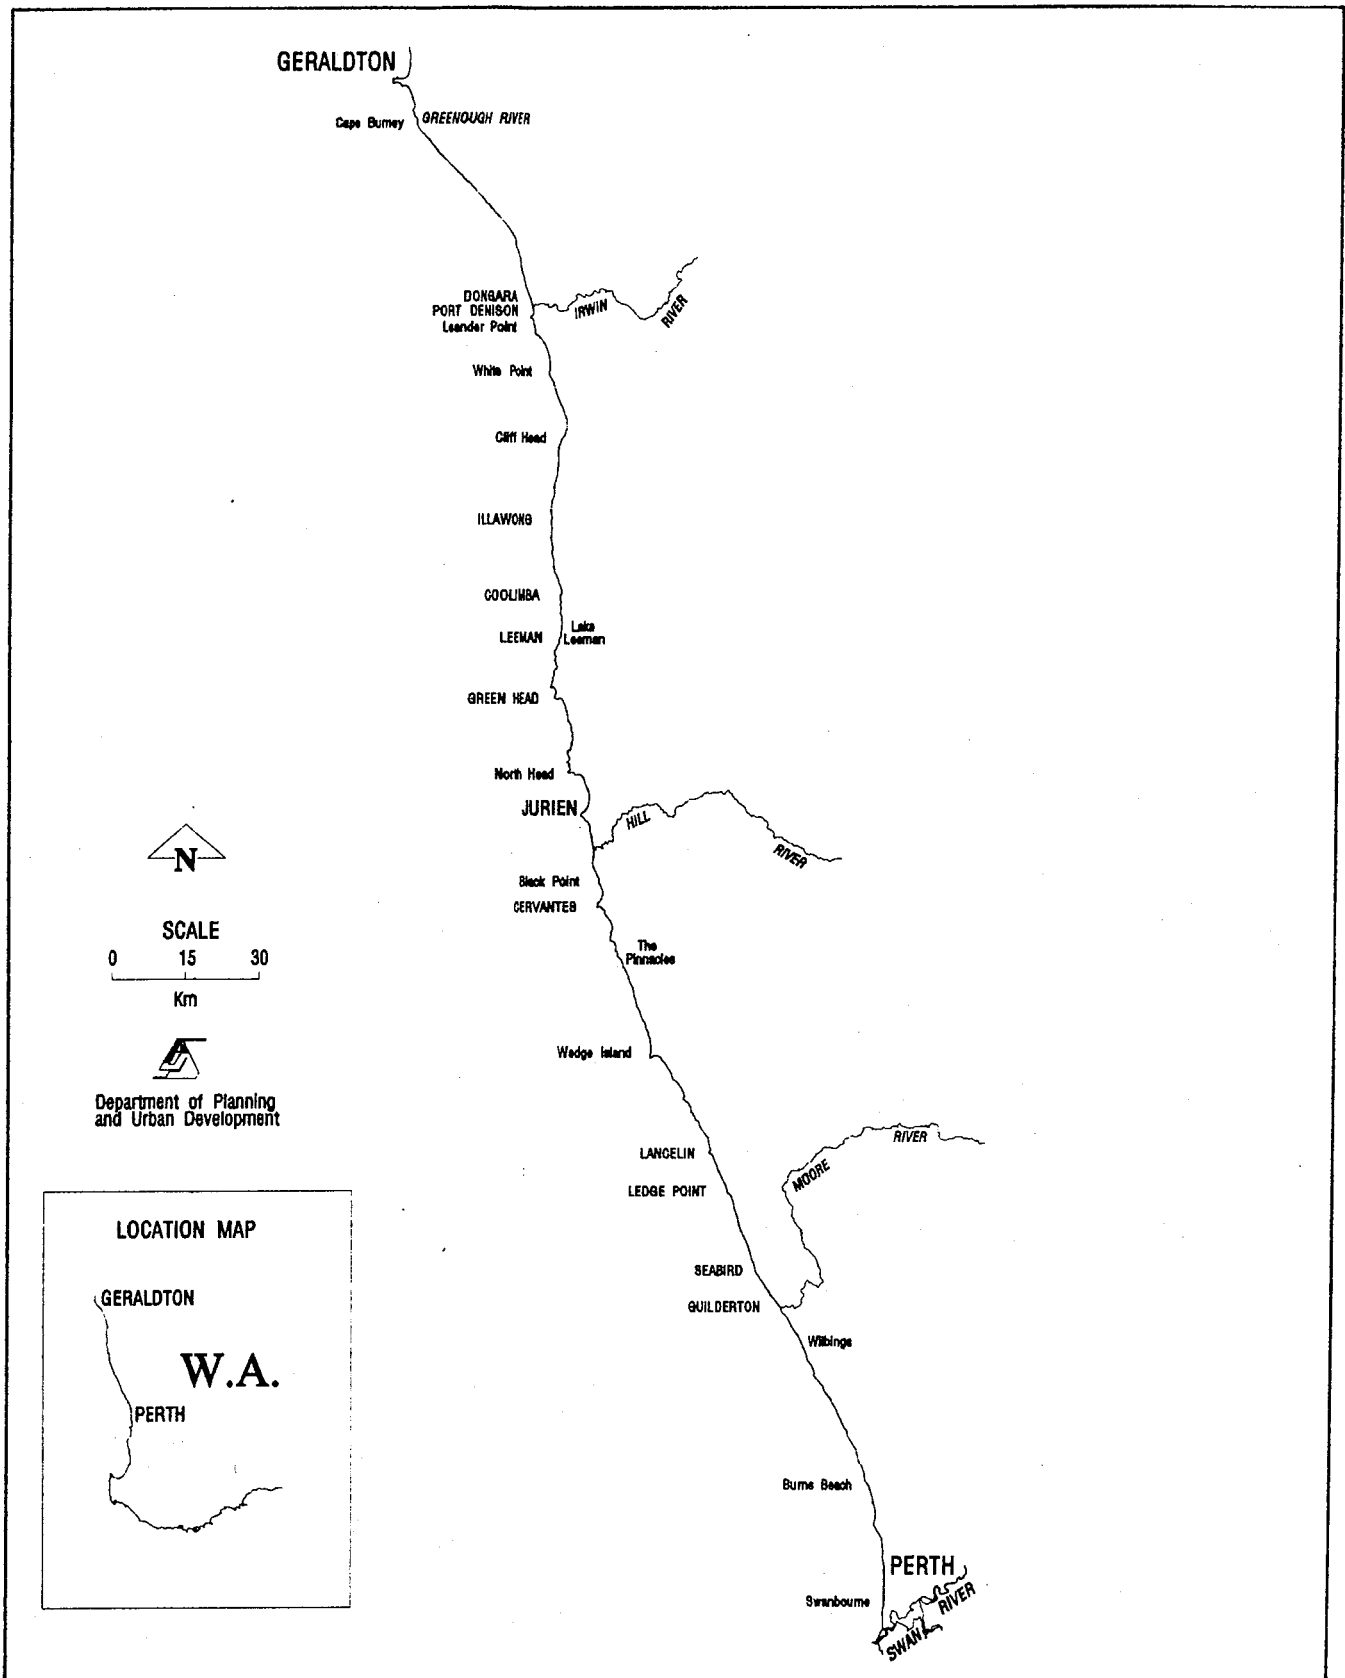 GERALDTON
Cape Burney
GREENOUGH RIVER
DONGARA
PORT DENISON
Leander Point
IRWIN
RIVER
White Point
Cliff Head
ILLAWONG
COOLIMBA
LEEMAN
Lake
Leeman
GREEN HEAD
North Head
JURIEN
HILL
RIVER
N
Black Point
CERVANTES
SCALE
0 15 30
Km
The
Pinnacles
Wedge Island
Department of Planning
and Urban Development
LANCELIN
LEDGE POINT
MOORE
RIVER
SEABIRD
GUILDERTON
Wilbings
LOCATION MAP
GERALDTON
W.A.
PERTH
Burns Beach
PERTH
Swanbourne
SWAN
RIVER